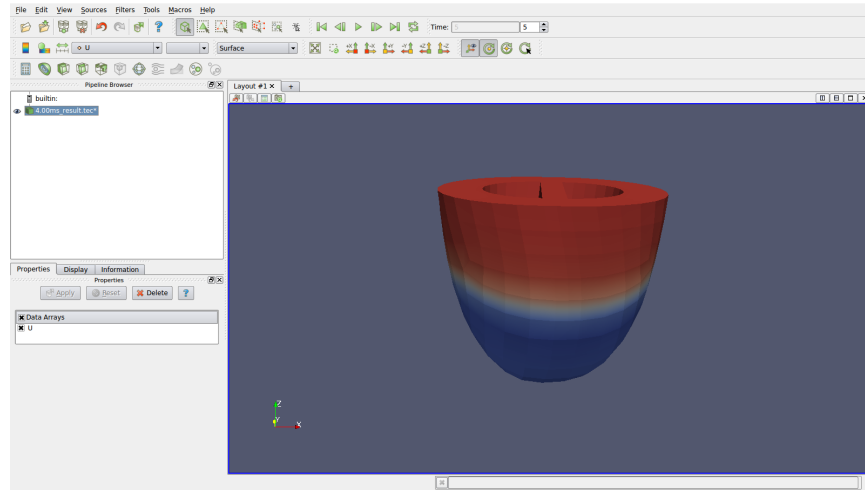 File Edit View Sources Filters Tools Macros Help
Time: 5 5
U Surface
Pipeline Browser
builtin:
4.00ms_result.tec*
Layout #1 × +
Properties Display Information
Properties
Apply Reset Delete ?
Data Arrays
U
Z
Y X